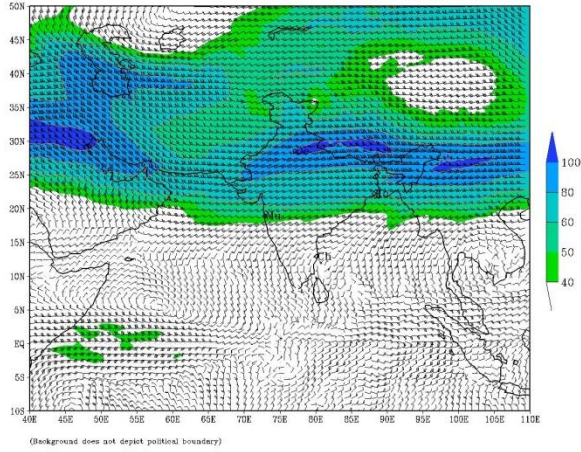 50N
45N
40N
35N
30N
25N
20N
15N
10N
5N
EQ
5S
10S
Mu
Ch
100
80
60
50
40
40E 45E 50E 55E 60E 65E 70E 75E 80E 85E 90E 95E 100E 105E 110E
(Background does not depict political boundary)